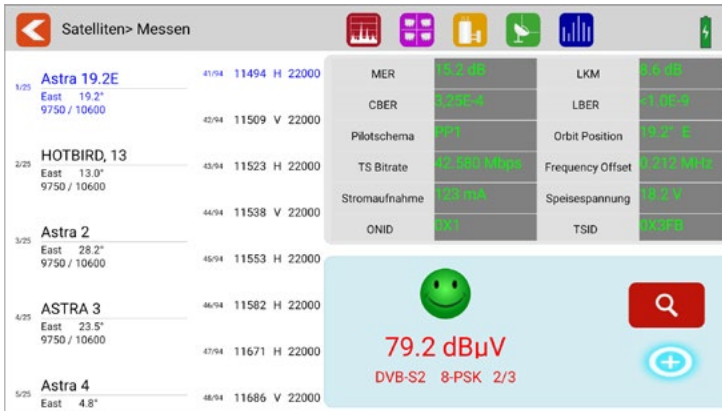 Satelliten> Messen
1/25 Astra 19.2E
East 19.2°
9750 / 10600
2/25 HOTBIRD, 13
East 13.0°
9750 / 10600
3/25 Astra 2
East 28.2°
9750 / 10600
4/25 ASTRA 3
East 23.5°
9750 / 10600
5/25 Astra 4
East 4.8°
41/94 11494 H 22000
42/94 11509 V 22000
43/94 11523 H 22000
44/94 11538 V 22000
45/94 11553 H 22000
46/94 11582 H 22000
47/94 11671 H 22000
48/94 11686 V 22000
MER 15.2 dB LKM 8.6 dB
CBER 3,25E-4 LBER <1.0E-9
Pilotschema PP1 Orbit Position 19.2° E
TS Bitrate 42.580 Mbps Frequency Offset 0.212 MHz
Stromaufnahme 123 mA Speisespannung 18.2 V
ONID 0X1 TSID 0X3FB
79.2 dBµV
DVB-S2 8-PSK 2/3